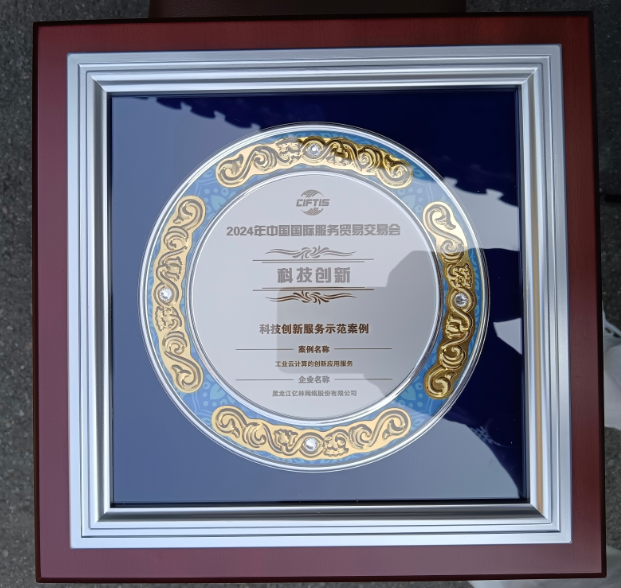 CIFTIS
2024年中国国际服务贸易交易会
科技创新
科技创新服务示范案例
案例名称
工业云计算的创新应用服务
企业名称
黑龙江亿林网络股份有限公司